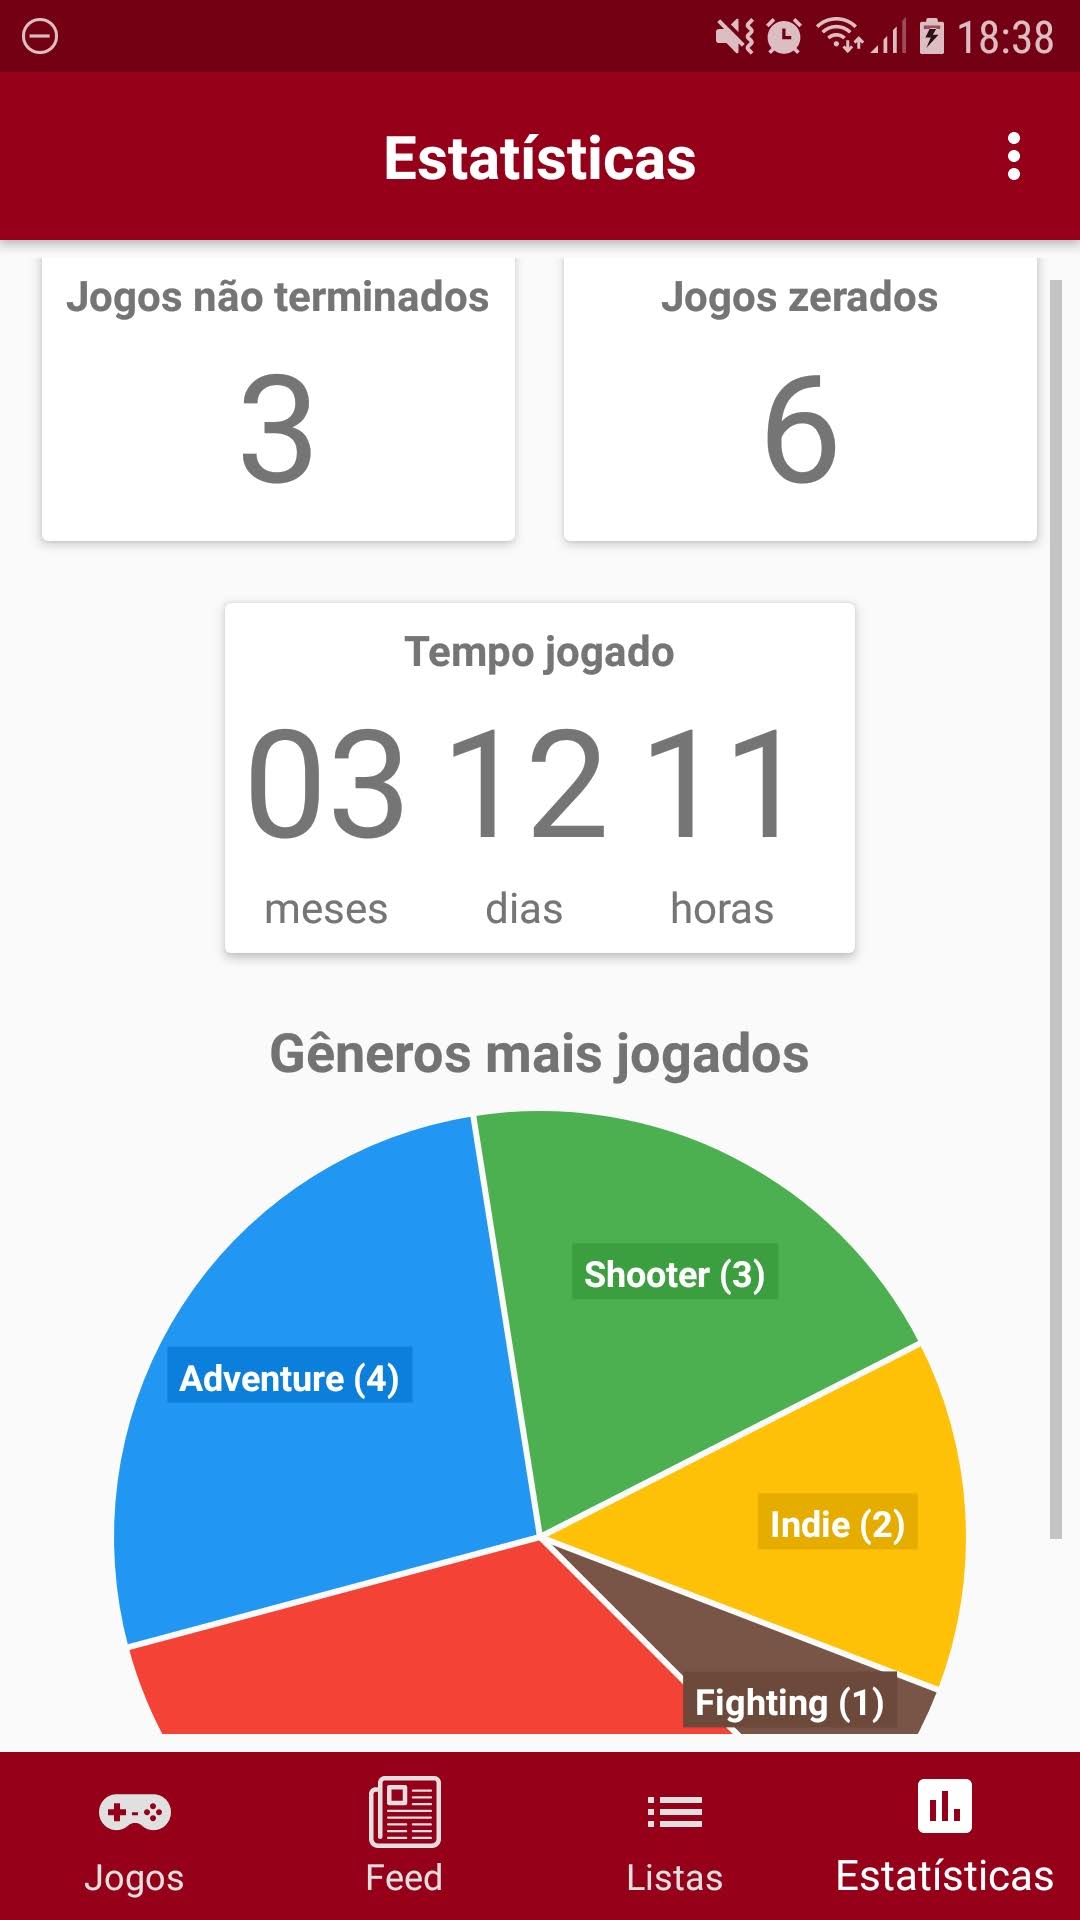 18:38
Estatísticas
Jogos não terminados
3
Jogos zerados
6
Tempo jogado
03 12 11
meses dias horas
Gêneros mais jogados
Shooter (3)
Adventure (4)
Indie (2)
Fighting (1)
Jogos Feed Listas Estatísticas